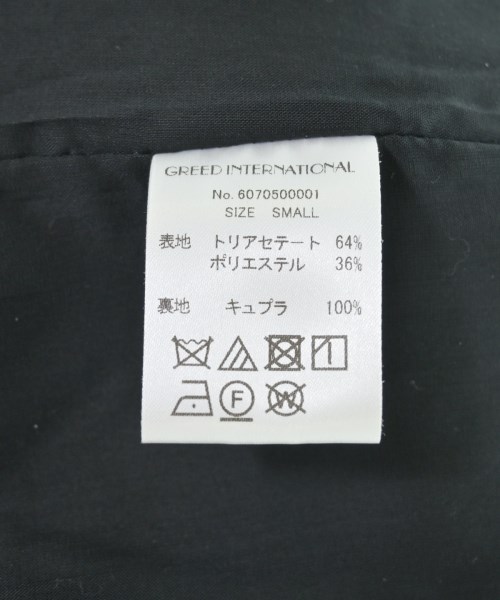 GREED INTERNATIONAL
No. 6070500001
SIZE SMALL
表地 トリアセテート 64%
ポリエステル 36%
裏地 キュプラ 100%
F W